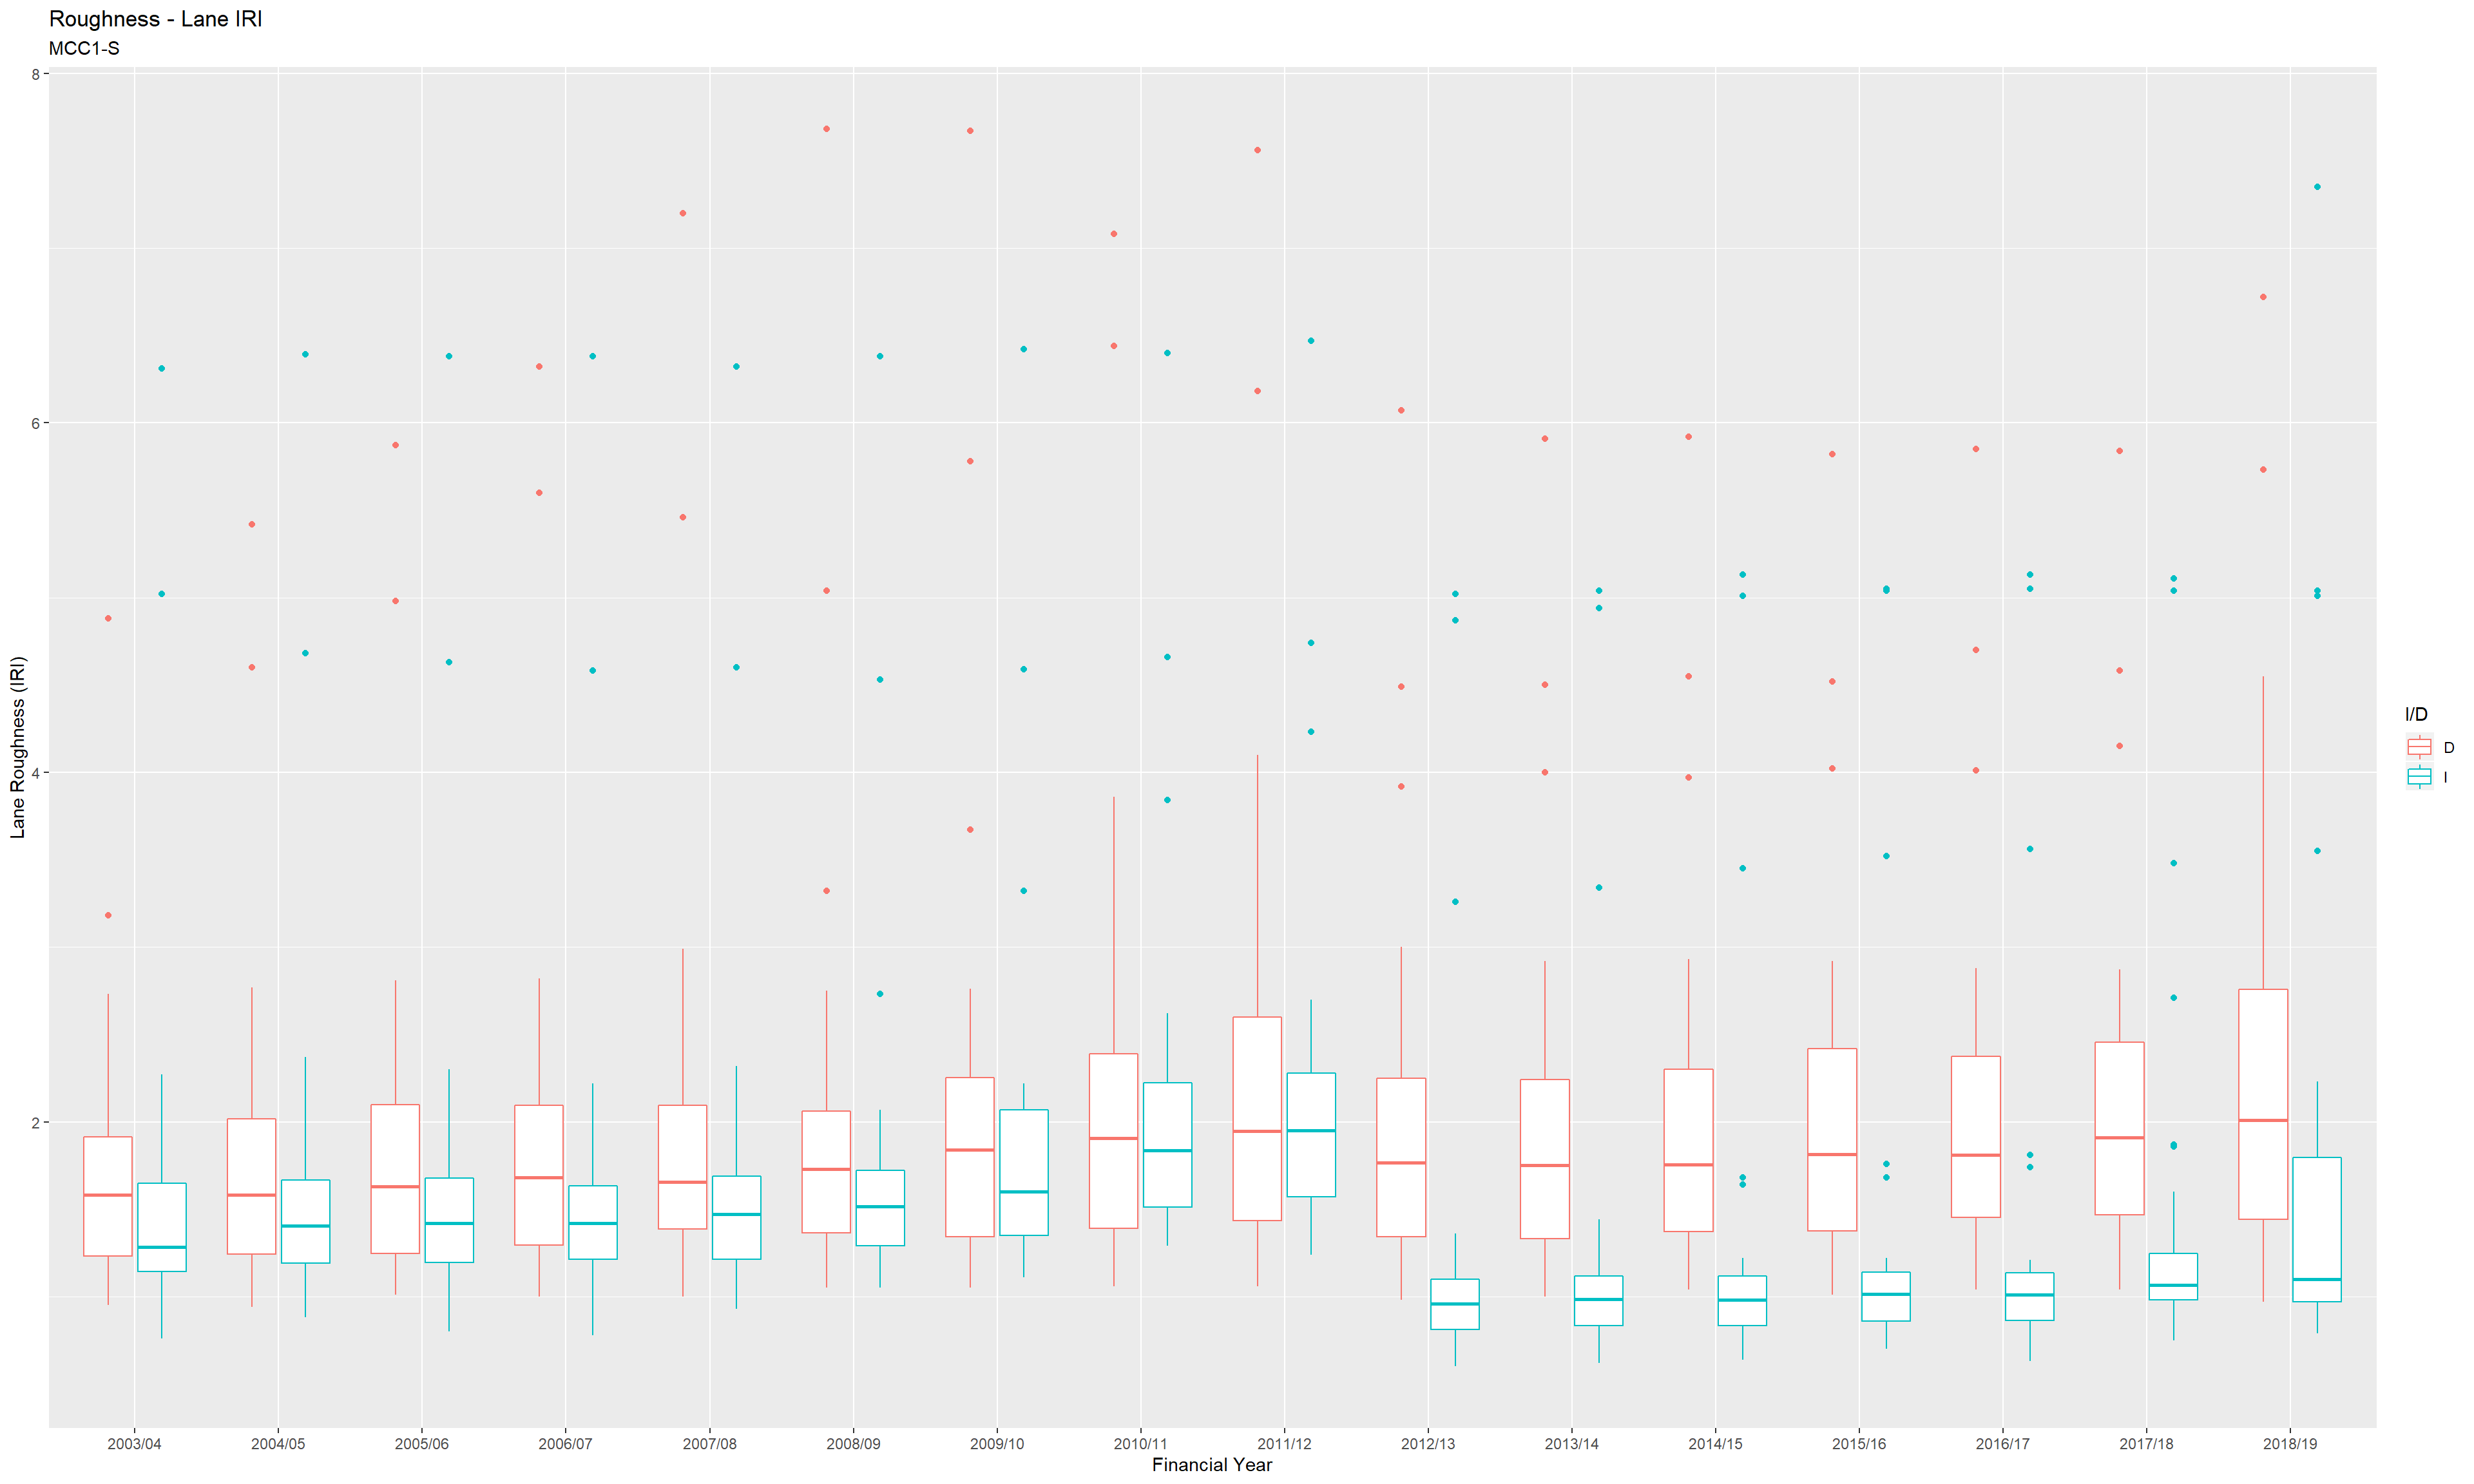 Roughness - Lane IRI
MCC1-S
Lane Roughness (IRI)
8
6
4
2
2003/04
2004/05
2005/06
2006/07
2007/08
2008/09
2009/10
2010/11
2011/12
2012/13
2013/14
2014/15
2015/16
2016/17
2017/18
2018/19
Financial Year
I/D
D
I